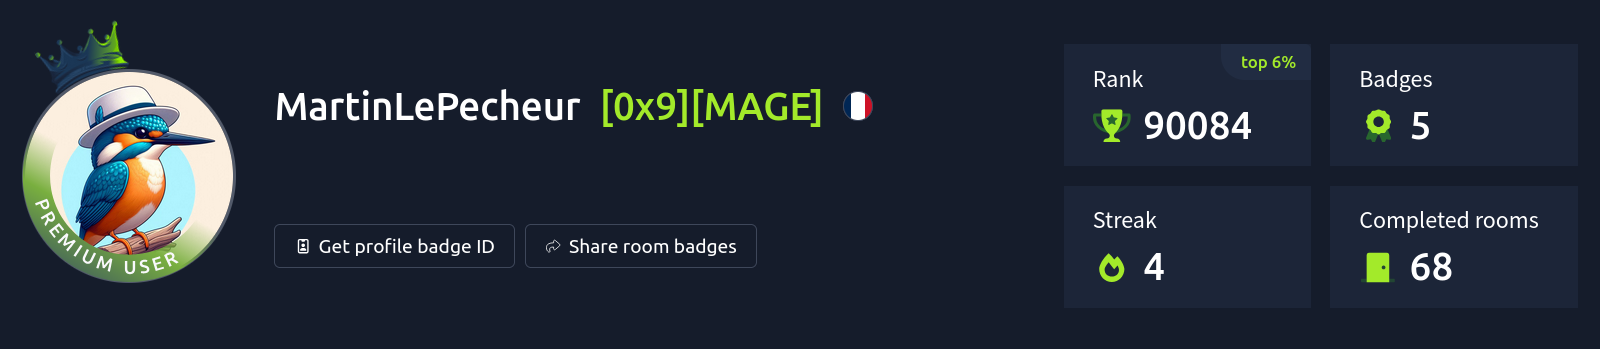 MartinLePecheur [0x9][MAGE]
PREMIUM USER
Get profile badge ID
Share room badges
top 6%
Rank
90084
Badges
5
Streak
4
Completed rooms
68